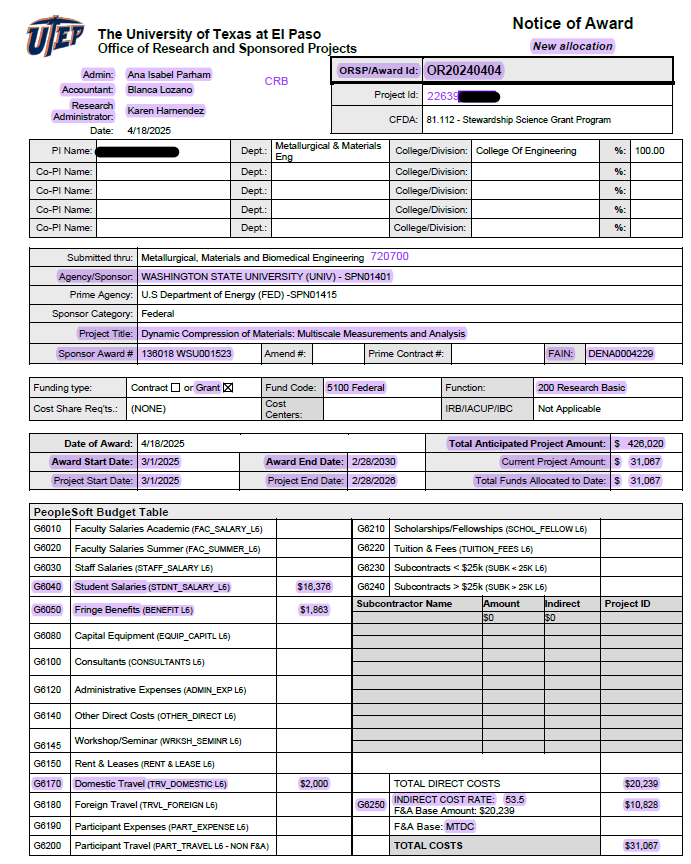 UTEP
The University of Texas at El Paso
Office of Research and Sponsored Projects
Notice of Award
New allocation
Admin: Ana Isabel Parham
CRB
Accountant: Blanca Lozano
Research Administrator: Karen Harnendez
Date: 4/18/2025
ORSP/Award Id: OR20240404
Project Id: 22639
CFDA: 81.112 - Stewardship Science Grant Program
PI Name: Dept.: Metallurgical & Materials Eng College/Division: College Of Engineering %: 100.00
Co-PI Name: Dept.: College/Division: %:
Co-PI Name: Dept.: College/Division: %:
Co-PI Name: Dept.: College/Division: %:
Co-PI Name: Dept.: College/Division: %:
Submitted thru: Metallurgical, Materials and Biomedical Engineering 720700
Agency/Sponsor: WASHINGTON STATE UNIVERSITY (UNIV) - SPN01401
Prime Agency: U.S Department of Energy (FED) -SPN01415
Sponsor Category: Federal
Project Title: Dynamic Compression of Materials: Multiscale Measurements and Analysis
Sponsor Award # 136018 WSU001523 Amend #: Prime Contract #: FAIN: DENA0004229
Funding type: Contract or Grant Fund Code: 5100 Federal Function: 200 Research Basic
Cost Share Req'ts.: (NONE) Cost Centers: IRB/IACUP/IBC Not Applicable
Date of Award: 4/18/2025 Total Anticipated Project Amount: $ 426,020
Award Start Date: 3/1/2025 Award End Date: 2/28/2030 Current Project Amount: $ 31,067
Project Start Date: 3/1/2025 Project End Date: 2/28/2026 Total Funds Allocated to Date: $ 31,067
PeopleSoft Budget Table
G6010 Faculty Salaries Academic (FAC_SALARY_L6) G6210 Scholarships/Fellowships (SCHOL_FELLOW L6)
G6020 Faculty Salaries Summer (FAC_SUMMER_L6) G6220 Tuition & Fees (TUITION_FEES L6)
G6030 Staff Salaries (STAFF_SALARY_L6) G6230 Subcontracts < $25k (SUBK < 25K L6)
G6040 Student Salaries (STDNT_SALARY_L6) $16,376 G6240 Subcontracts > $25k (SUBK > 25K L6)
G6050 Fringe Benefits (BENEFIT L6) $1,863 Subcontractor Name Amount Indirect Project ID
$0 $0
G6080 Capital Equipment (EQUIP_CAPITL L6)
G6100 Consultants (CONSULTANTS L6)
G6120 Administrative Expenses (ADMIN_EXP L6)
G6140 Other Direct Costs (OTHER_DIRECT L6)
G6145 Workshop/Seminar (WRKSH_SEMINR L6)
G6150 Rent & Leases (RENT & LEASE L6)
G6170 Domestic Travel (TRV_DOMESTIC L6) $2,000 TOTAL DIRECT COSTS $20,239
G6180 Foreign Travel (TRVL_FOREIGN L6) G6250 INDIRECT COST RATE: 53.5 F&A Base Amount: $20,239 $10,828
G6190 Participant Expenses (PART_EXPENSE L6) F&A Base: MTDC
G6200 Participant Travel (PART_TRAVEL L6 - NON F&A) TOTAL COSTS $31,067